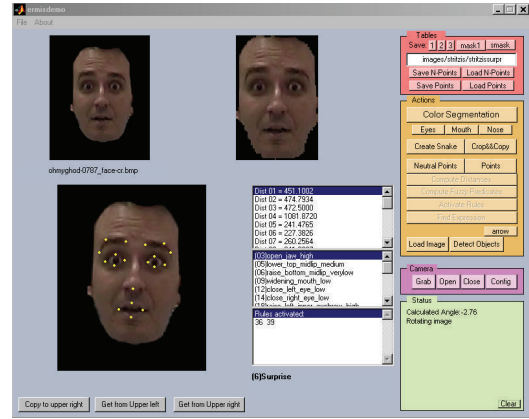 ermisdemo
File About
ohmyghod-0787_face-cr.bmp
Dist 01 = 451.1002
Dist 02 = 474.7934
Dist 03 = 472.5000
Dist 04 = 1081.8720
Dist 05 = 241.4765
Dist 06 = 227.3826
Dist 07 = 260.2564
(03)open_jaw_high
(05)lower_top_midlip_medium
(06)raise_bottom_midlip_verylow
(09)widening_mouth_low
(12)close_left_eye_low
(14)close_right_eye_low
Rules activated:
36 39
(6)Surprise
Copy to upper right
Get from Upper left
Get from Upper right
Tables
Save: 1 2 3 mask1 smask
images/stritzis/stritzissurpr
Save N-Points Load N-Points
Save Points Load Points
Actions
Color Segmentation
Eyes Mouth Nose
Create Snake Crop&&Copy
Neutral Points Points
Compute Distances
Compute Fuzzy Predicates
Activate Rules
Find Expression
arrow
Load Image Detect Objects
Camera
Grab Open Close Config
Status
Calculated Angle:-2.76
Rotating image
Clear